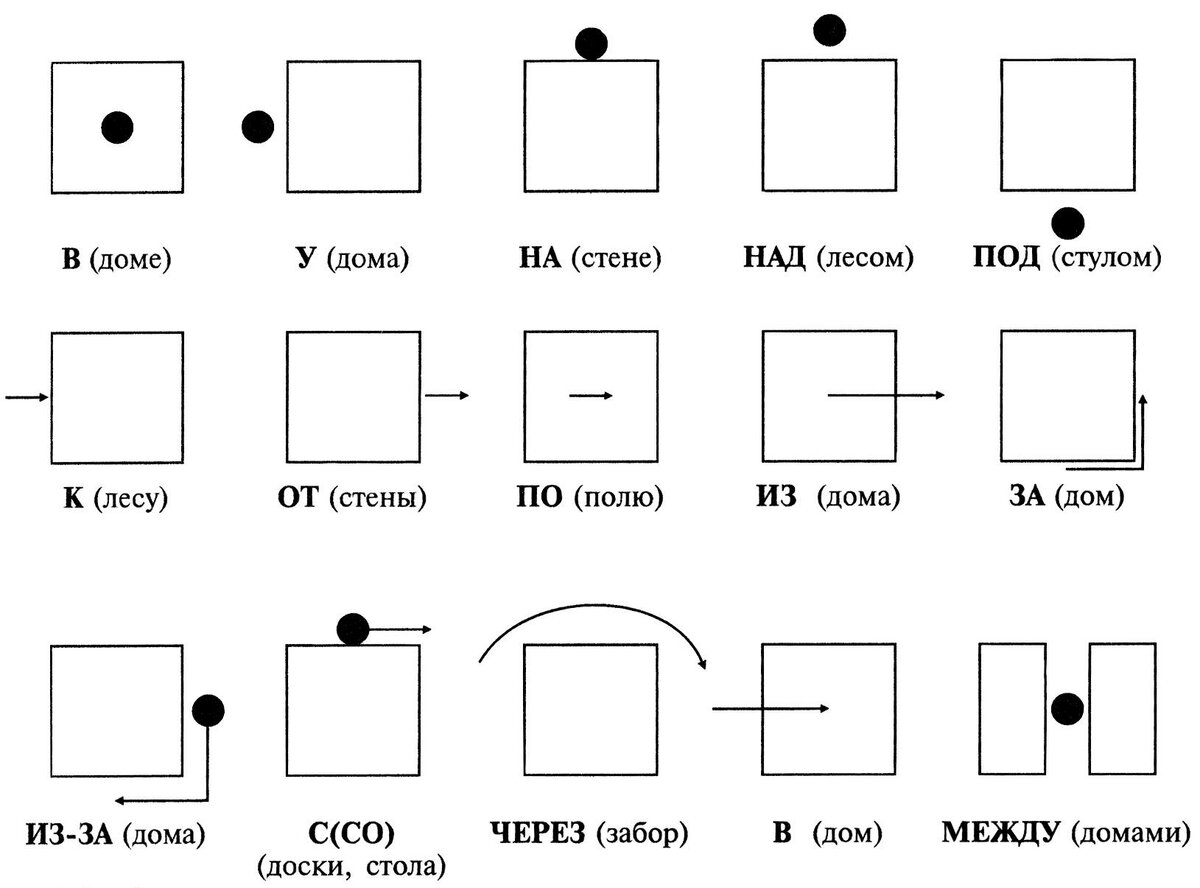 В (доме) У (дома) НА (стене) НАД (лесом) ПОД (стулом)
К (лесу) ОТ (стены) ПО (полю) ИЗ (дома) ЗА (дом)
ИЗ-ЗА (дома) С(СО) ЧЕРЕЗ (забор) В (дом) МЕЖДУ (домами)
(доски, стола)